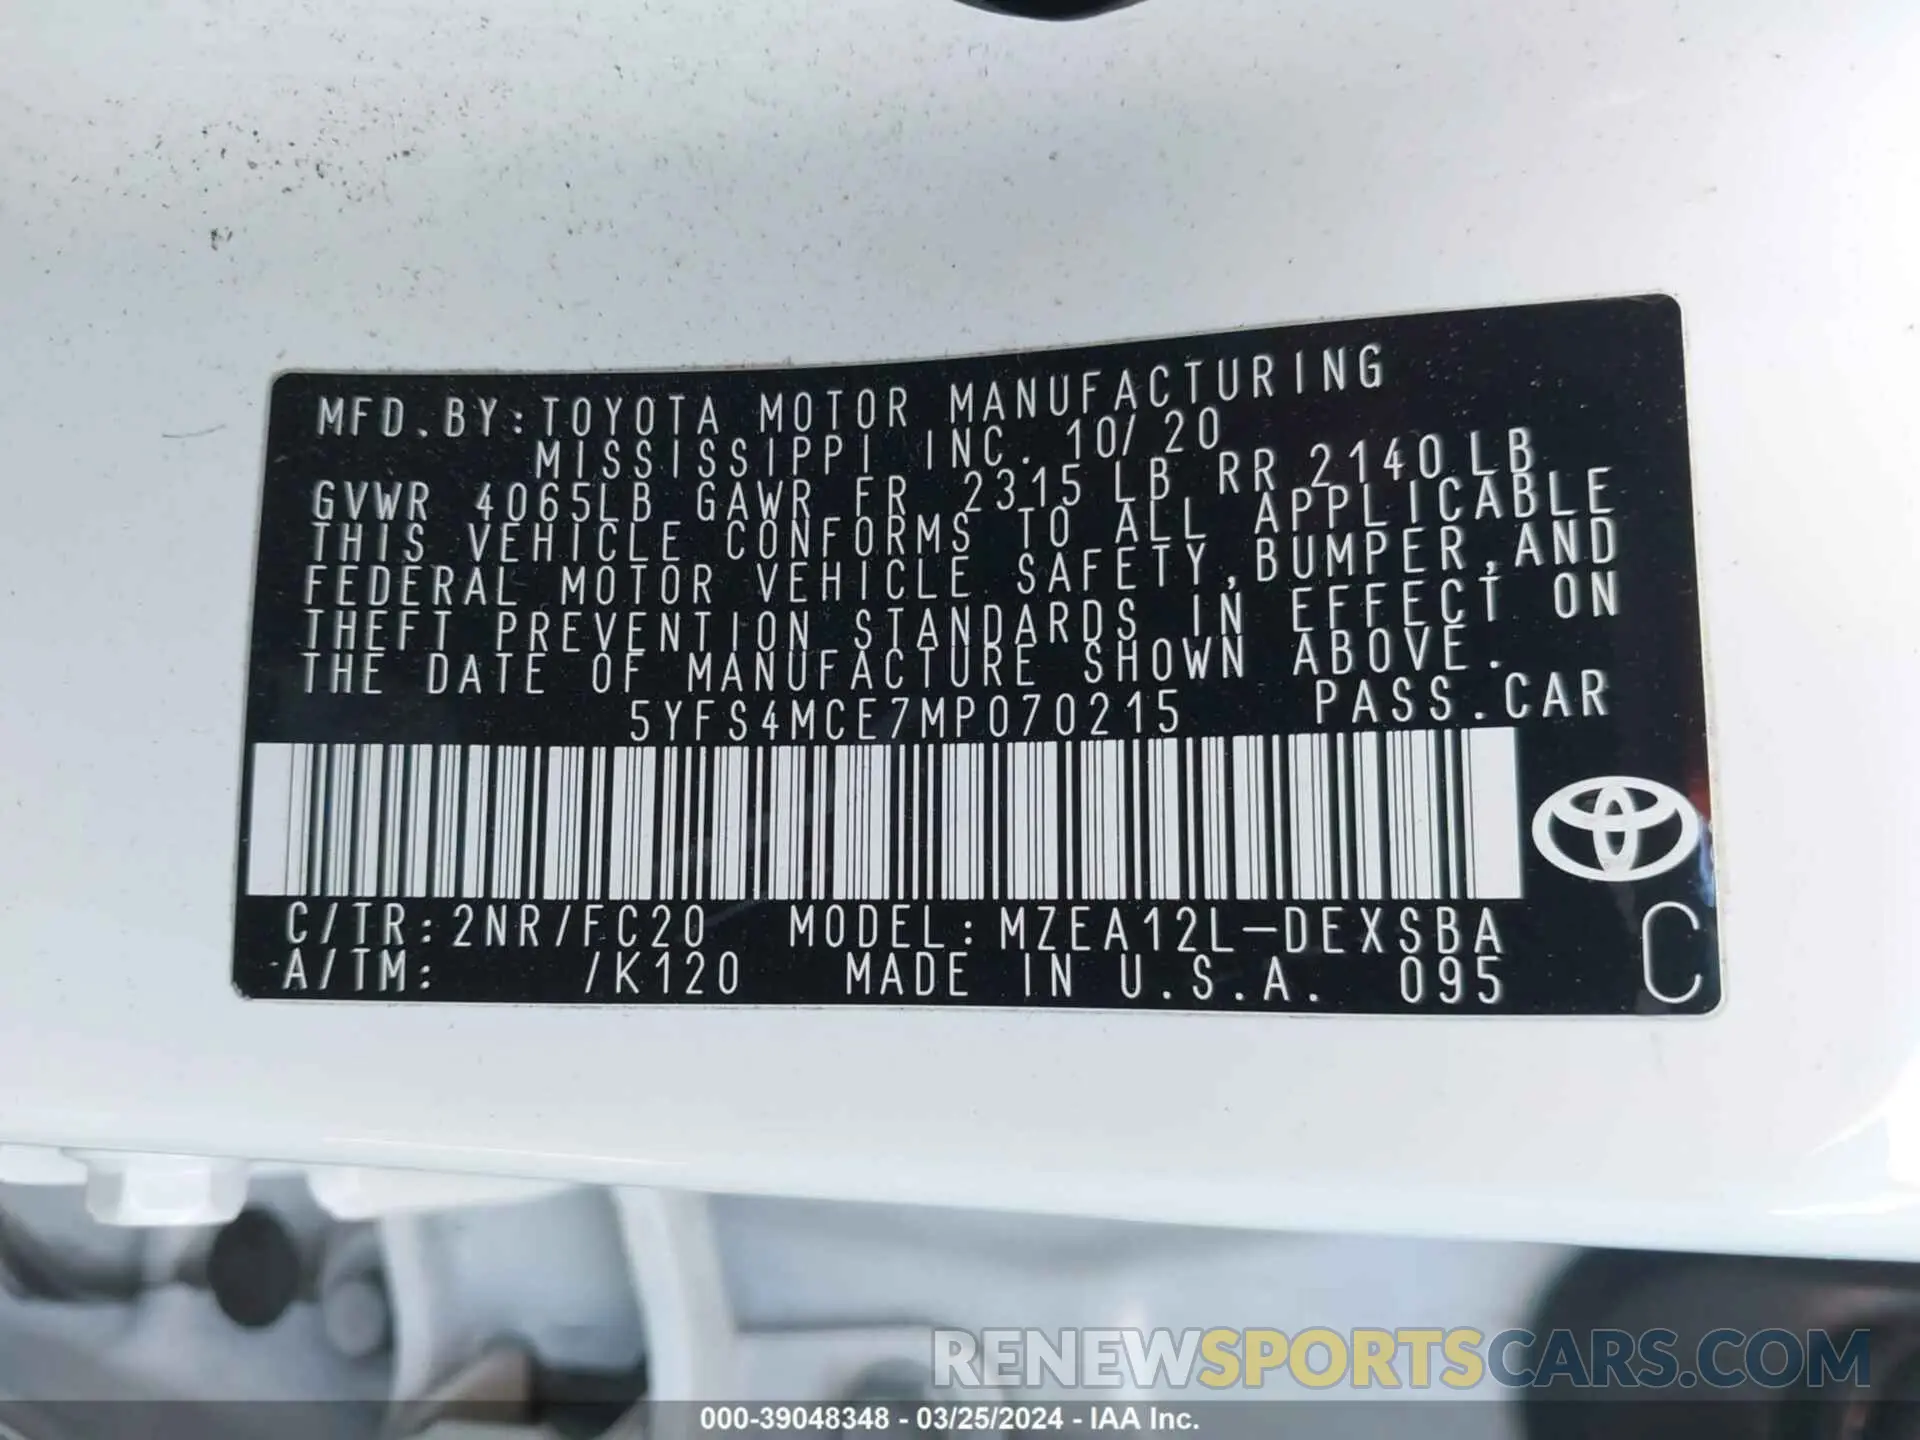 MFD.BY:TOYOTA MOTOR MANUFACTURING
MISSISSIPPI INC. 10/20
GVWR 4065LB GAWR FR 2315LB RR 2140LB
THIS VEHICLE CONFORMS TO ALL APPLICABLE
FEDERAL MOTOR VEHICLE SAFETY,BUMPER,AND
THEFT PREVENTION STANDARDS IN EFFECT ON
THE DATE OF MANUFACTURE SHOWN ABOVE.
5YFS4MCE7MP070215 PASS.CAR
C/TR:2NR/FC20 MODEL:MZEA12L-DEXSBA
A/TM: /K120 MADE IN U.S.A. 095
C
RENEWSPORTSCARS.COM
000-39048348 - 03/25/2024 - IAA Inc.